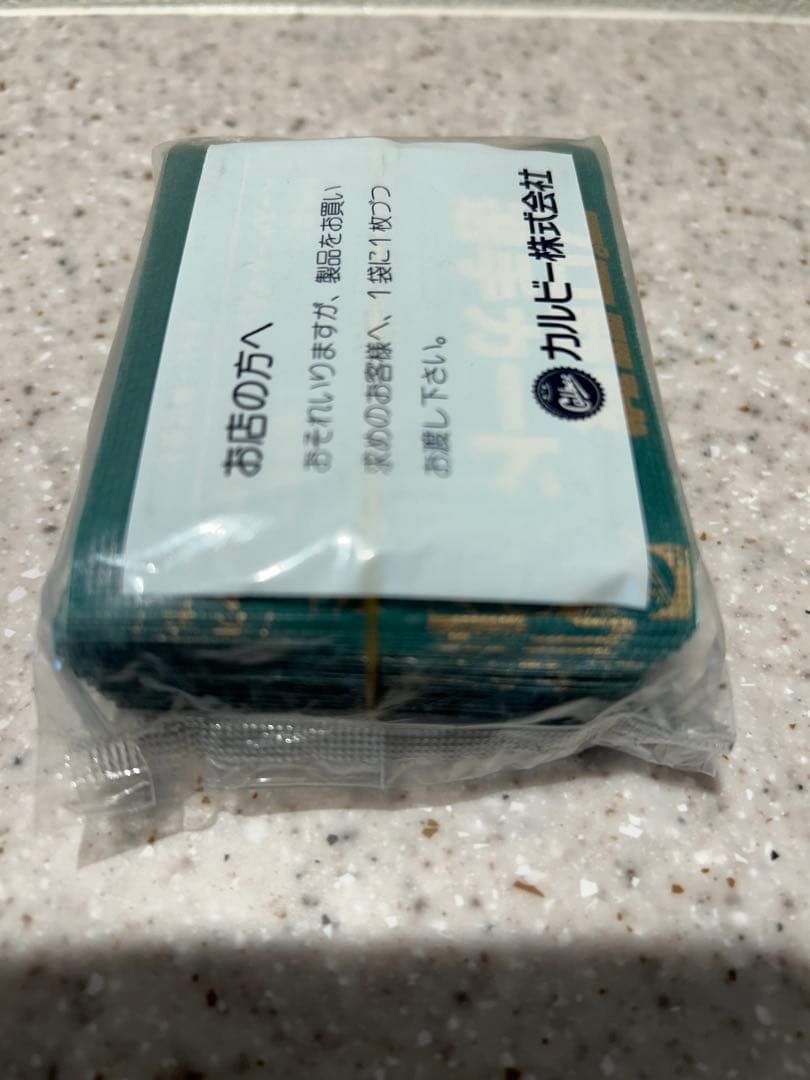 お店の方へ
おそれいりますが、製品をお買い
求めのお客様へ、1袋に1枚づつ
お渡し下さい。
Calbee
カルビー株式会社